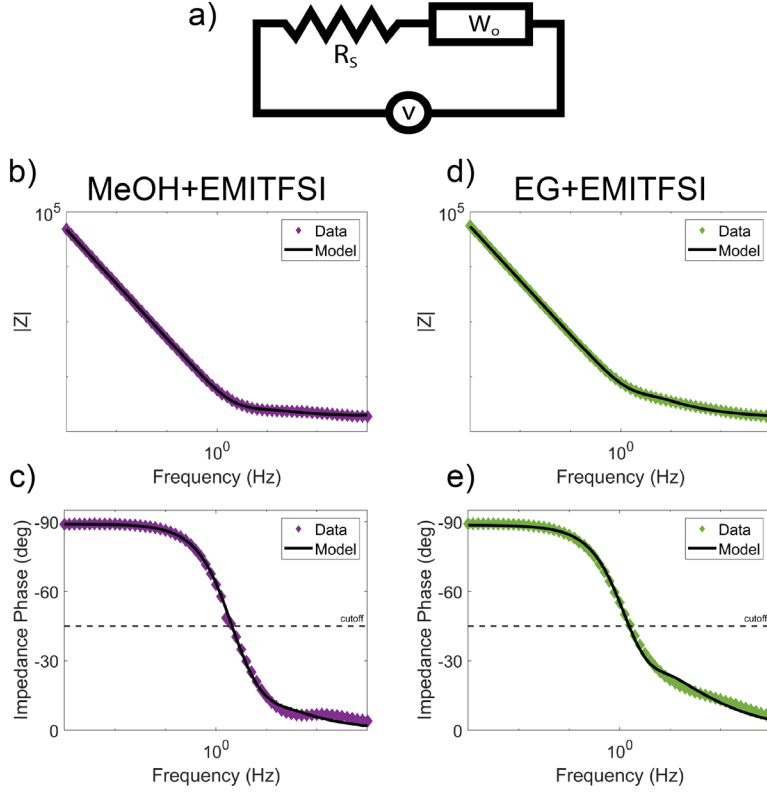 a)
R_S
W_o
V
b)
MeOH+EMITFSI
10^5
Data
Model
|Z|
10^0
Frequency (Hz)
d)
EG+EMITFSI
10^5
Data
Model
|Z|
10^0
Frequency (Hz)
c)
-90
-60
-30
0
Impedance Phase (deg)
Data
Model
cutoff
10^0
Frequency (Hz)
e)
-90
-60
-30
0
Impedance Phase (deg)
Data
Model
cutoff
10^0
Frequency (Hz)